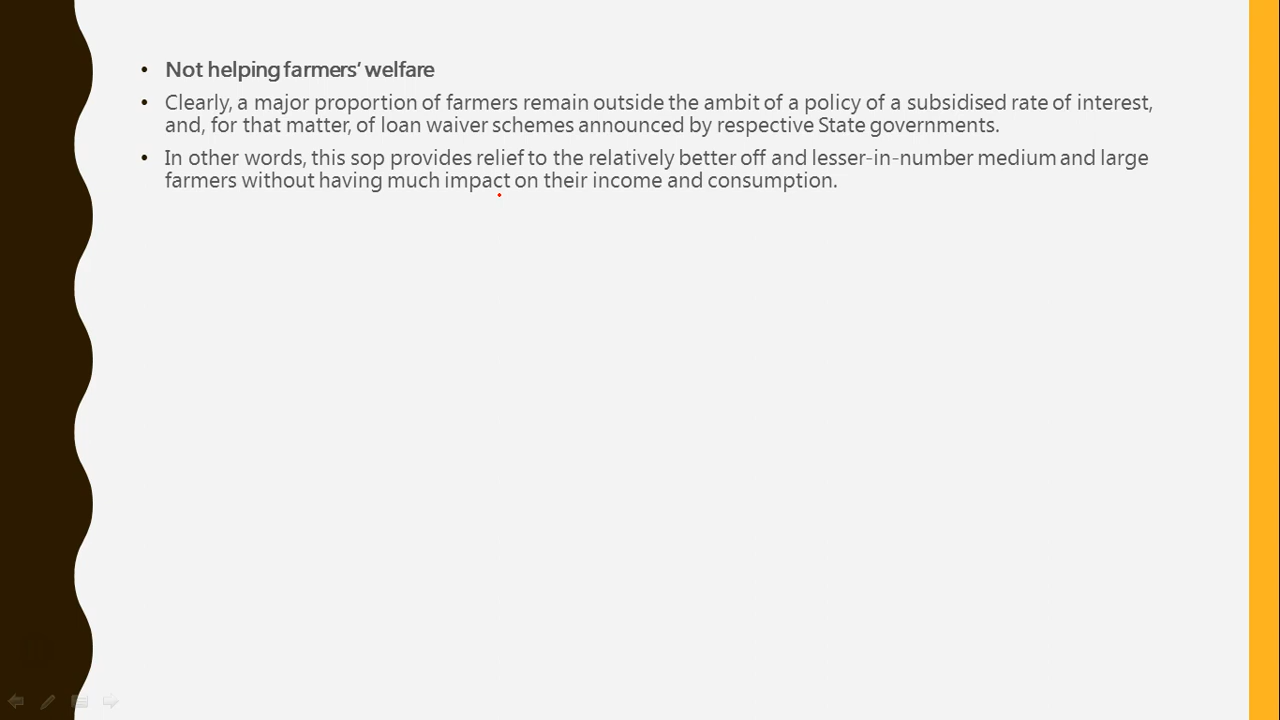 • Not helping farmers' welfare
• Clearly, a major proportion of farmers remain outside the ambit of a policy of a subsidised rate of interest,
and, for that matter, of loan waiver schemes announced by respective State governments.
• In other words, this sop provides relief to the relatively better off and lesser-in-number medium and large
farmers without having much impact on their income and consumption.